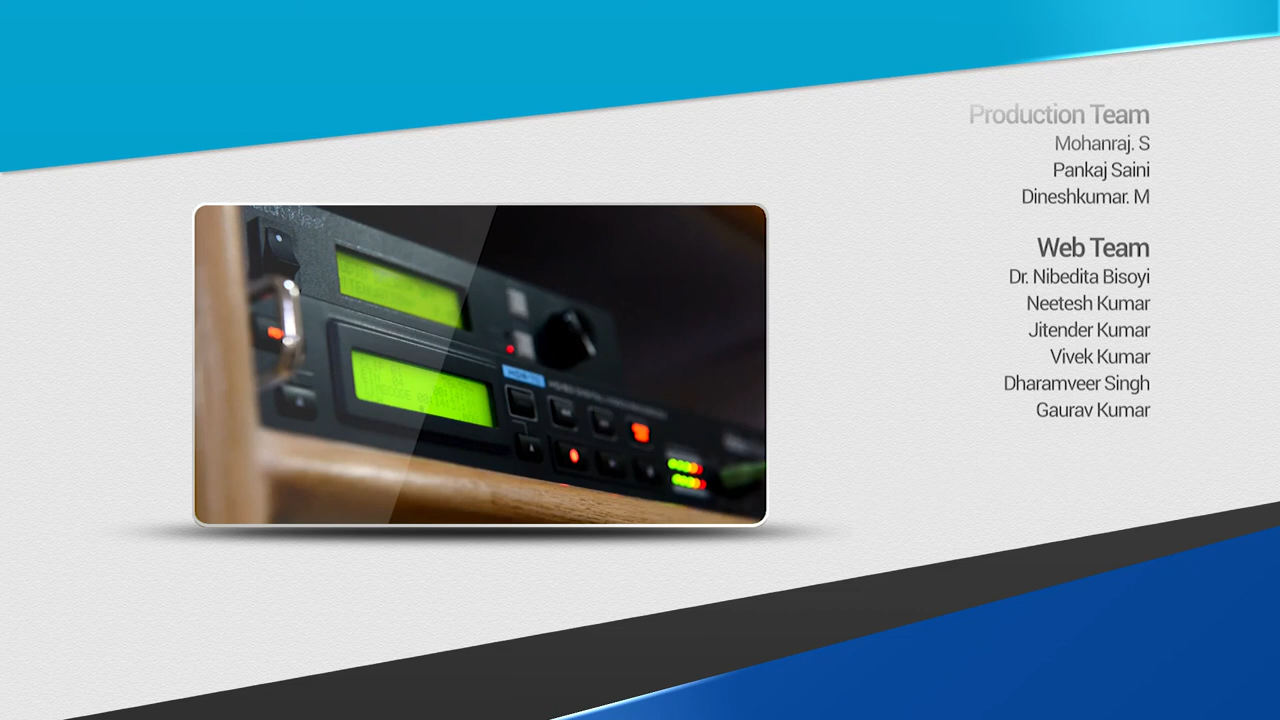 Production Team
Mohanraj. S
Pankaj Saini
Dineshkumar. M
Web Team
Dr. Nibedita Bisoyi
Neetesh Kumar
Jitender Kumar
Vivek Kumar
Dharamveer Singh
Gaurav Kumar